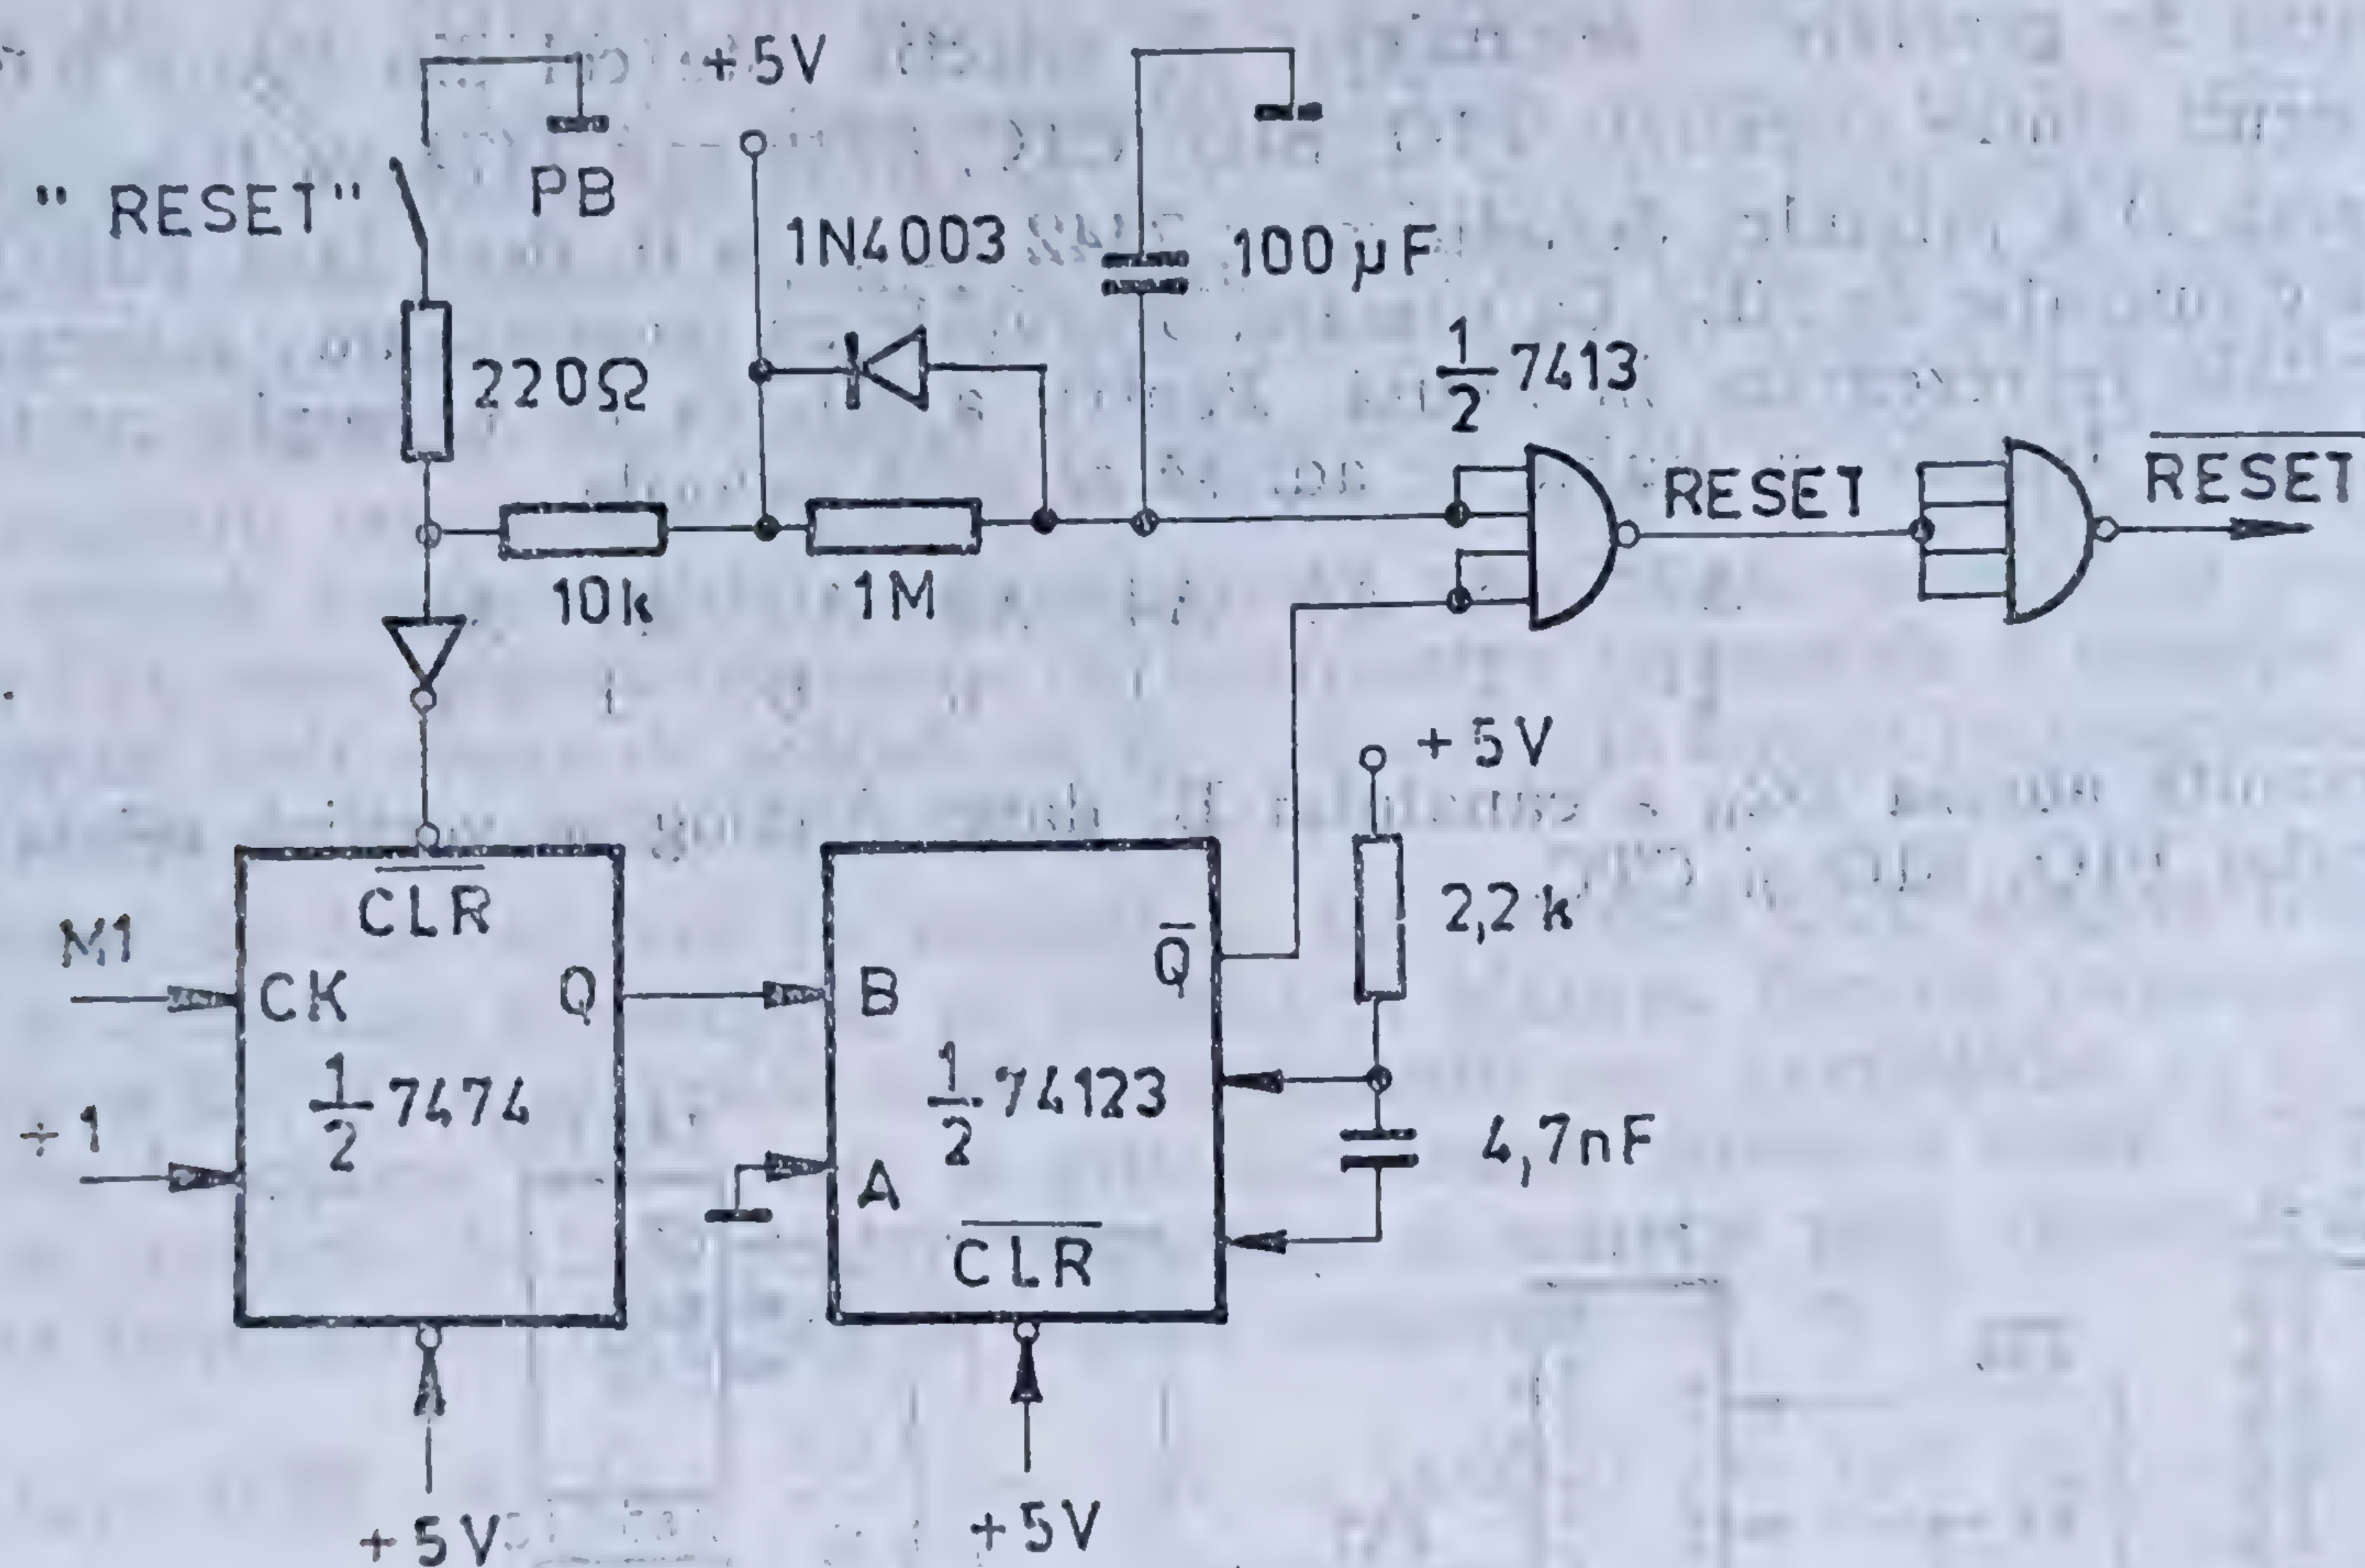 +5V
" RESET"
PB
1N4003
100 µF
220Ω
1/2 7413
RESET
RESET
10k
1M
+5V
2,2 k
CLR
M1
CK
Q
B
Q
1/2 7474
1/2 74123
÷1
A
4,7nF
CLR
+5V
+5V